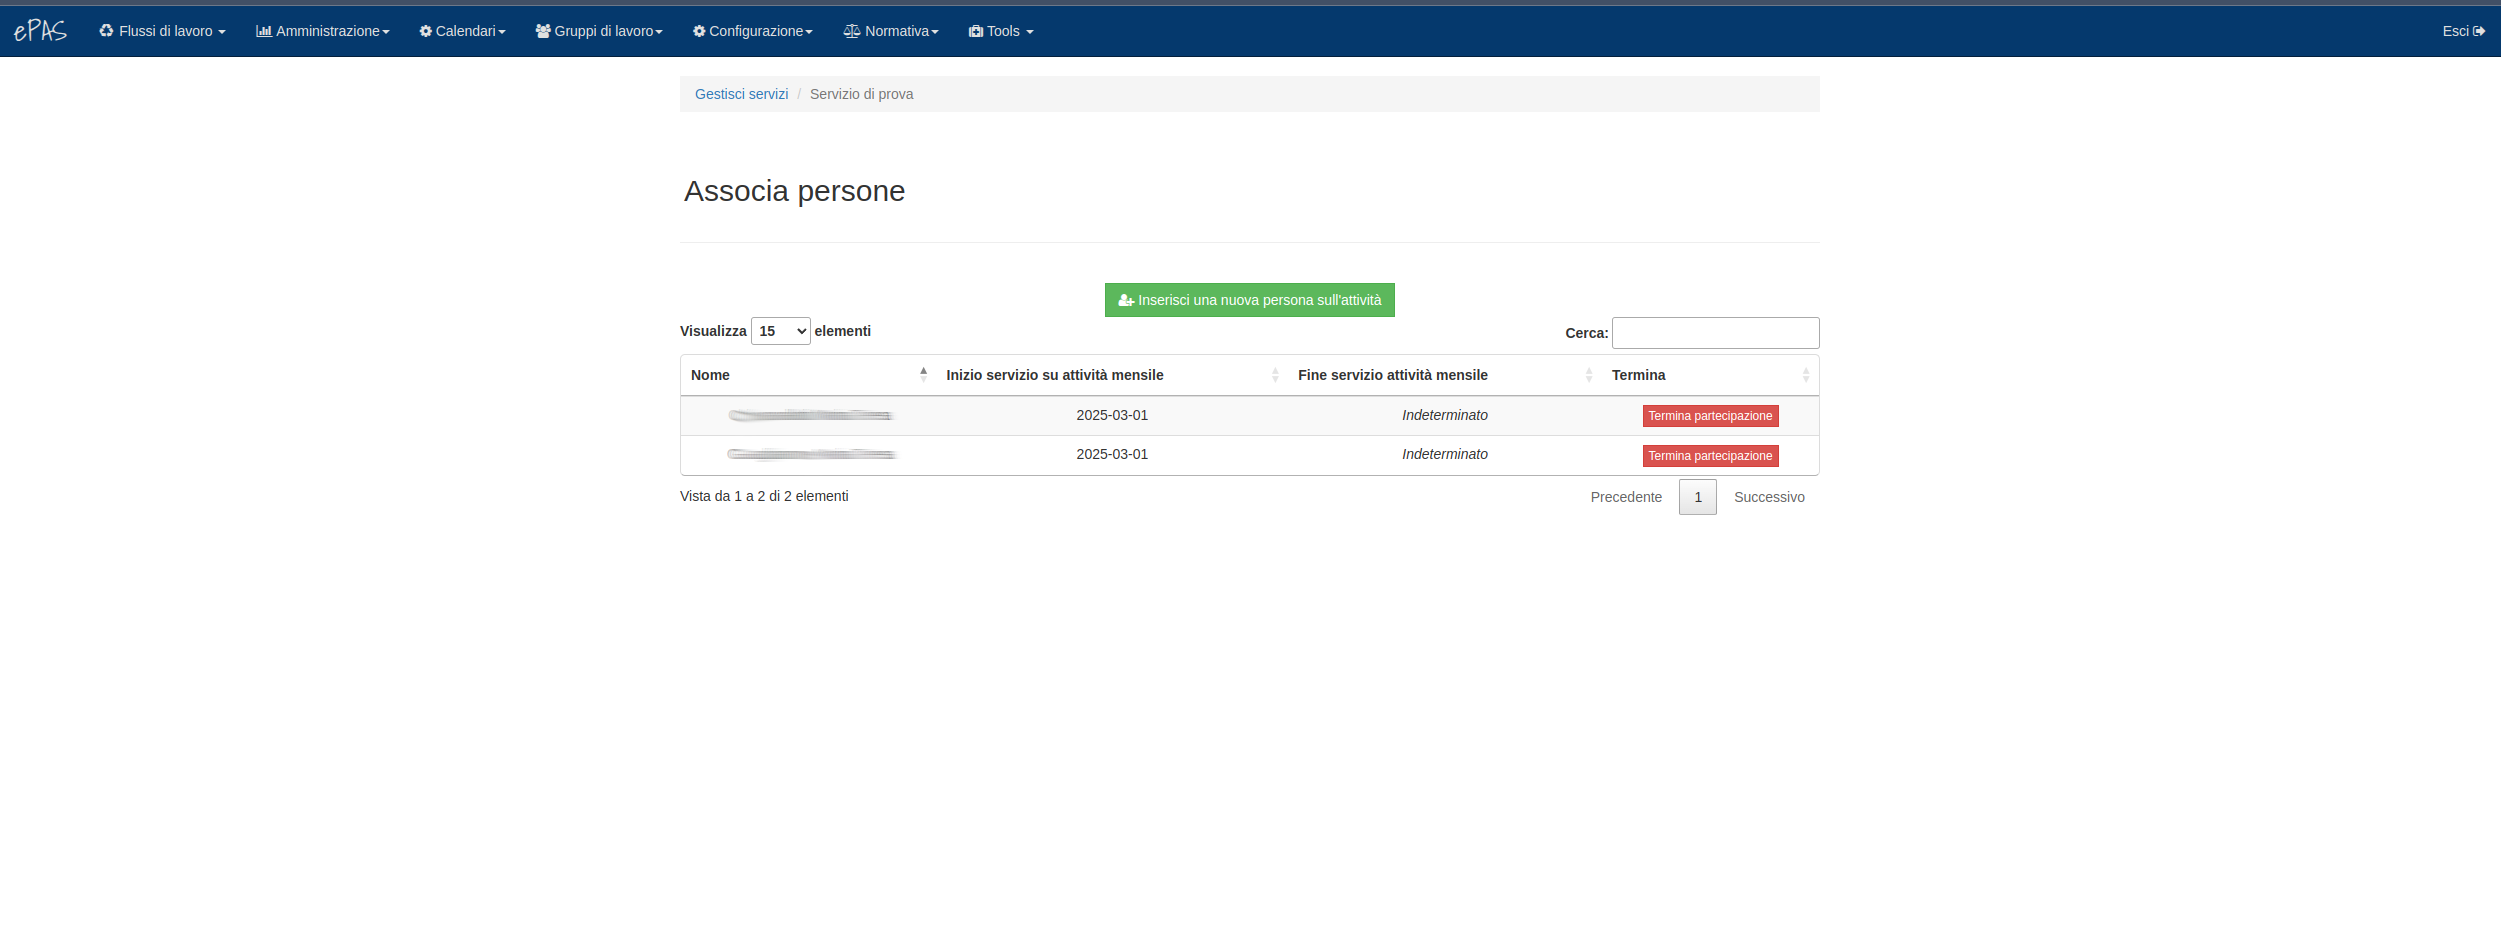 ePAS Flussi di lavoro Amministrazione Calendari Gruppi di lavoro Configurazione Normativa Tools Esci
Gestisci servizi / Servizio di prova
Associa persone
Inserisci una nuova persona sull'attività
Visualizza 15 elementi Cerca:
Nome Inizio servizio su attività mensile Fine servizio attività mensile Termina
2025-03-01 Indeterminato Termina partecipazione
2025-03-01 Indeterminato Termina partecipazione
Vista da 1 a 2 di 2 elementi Precedente 1 Successivo